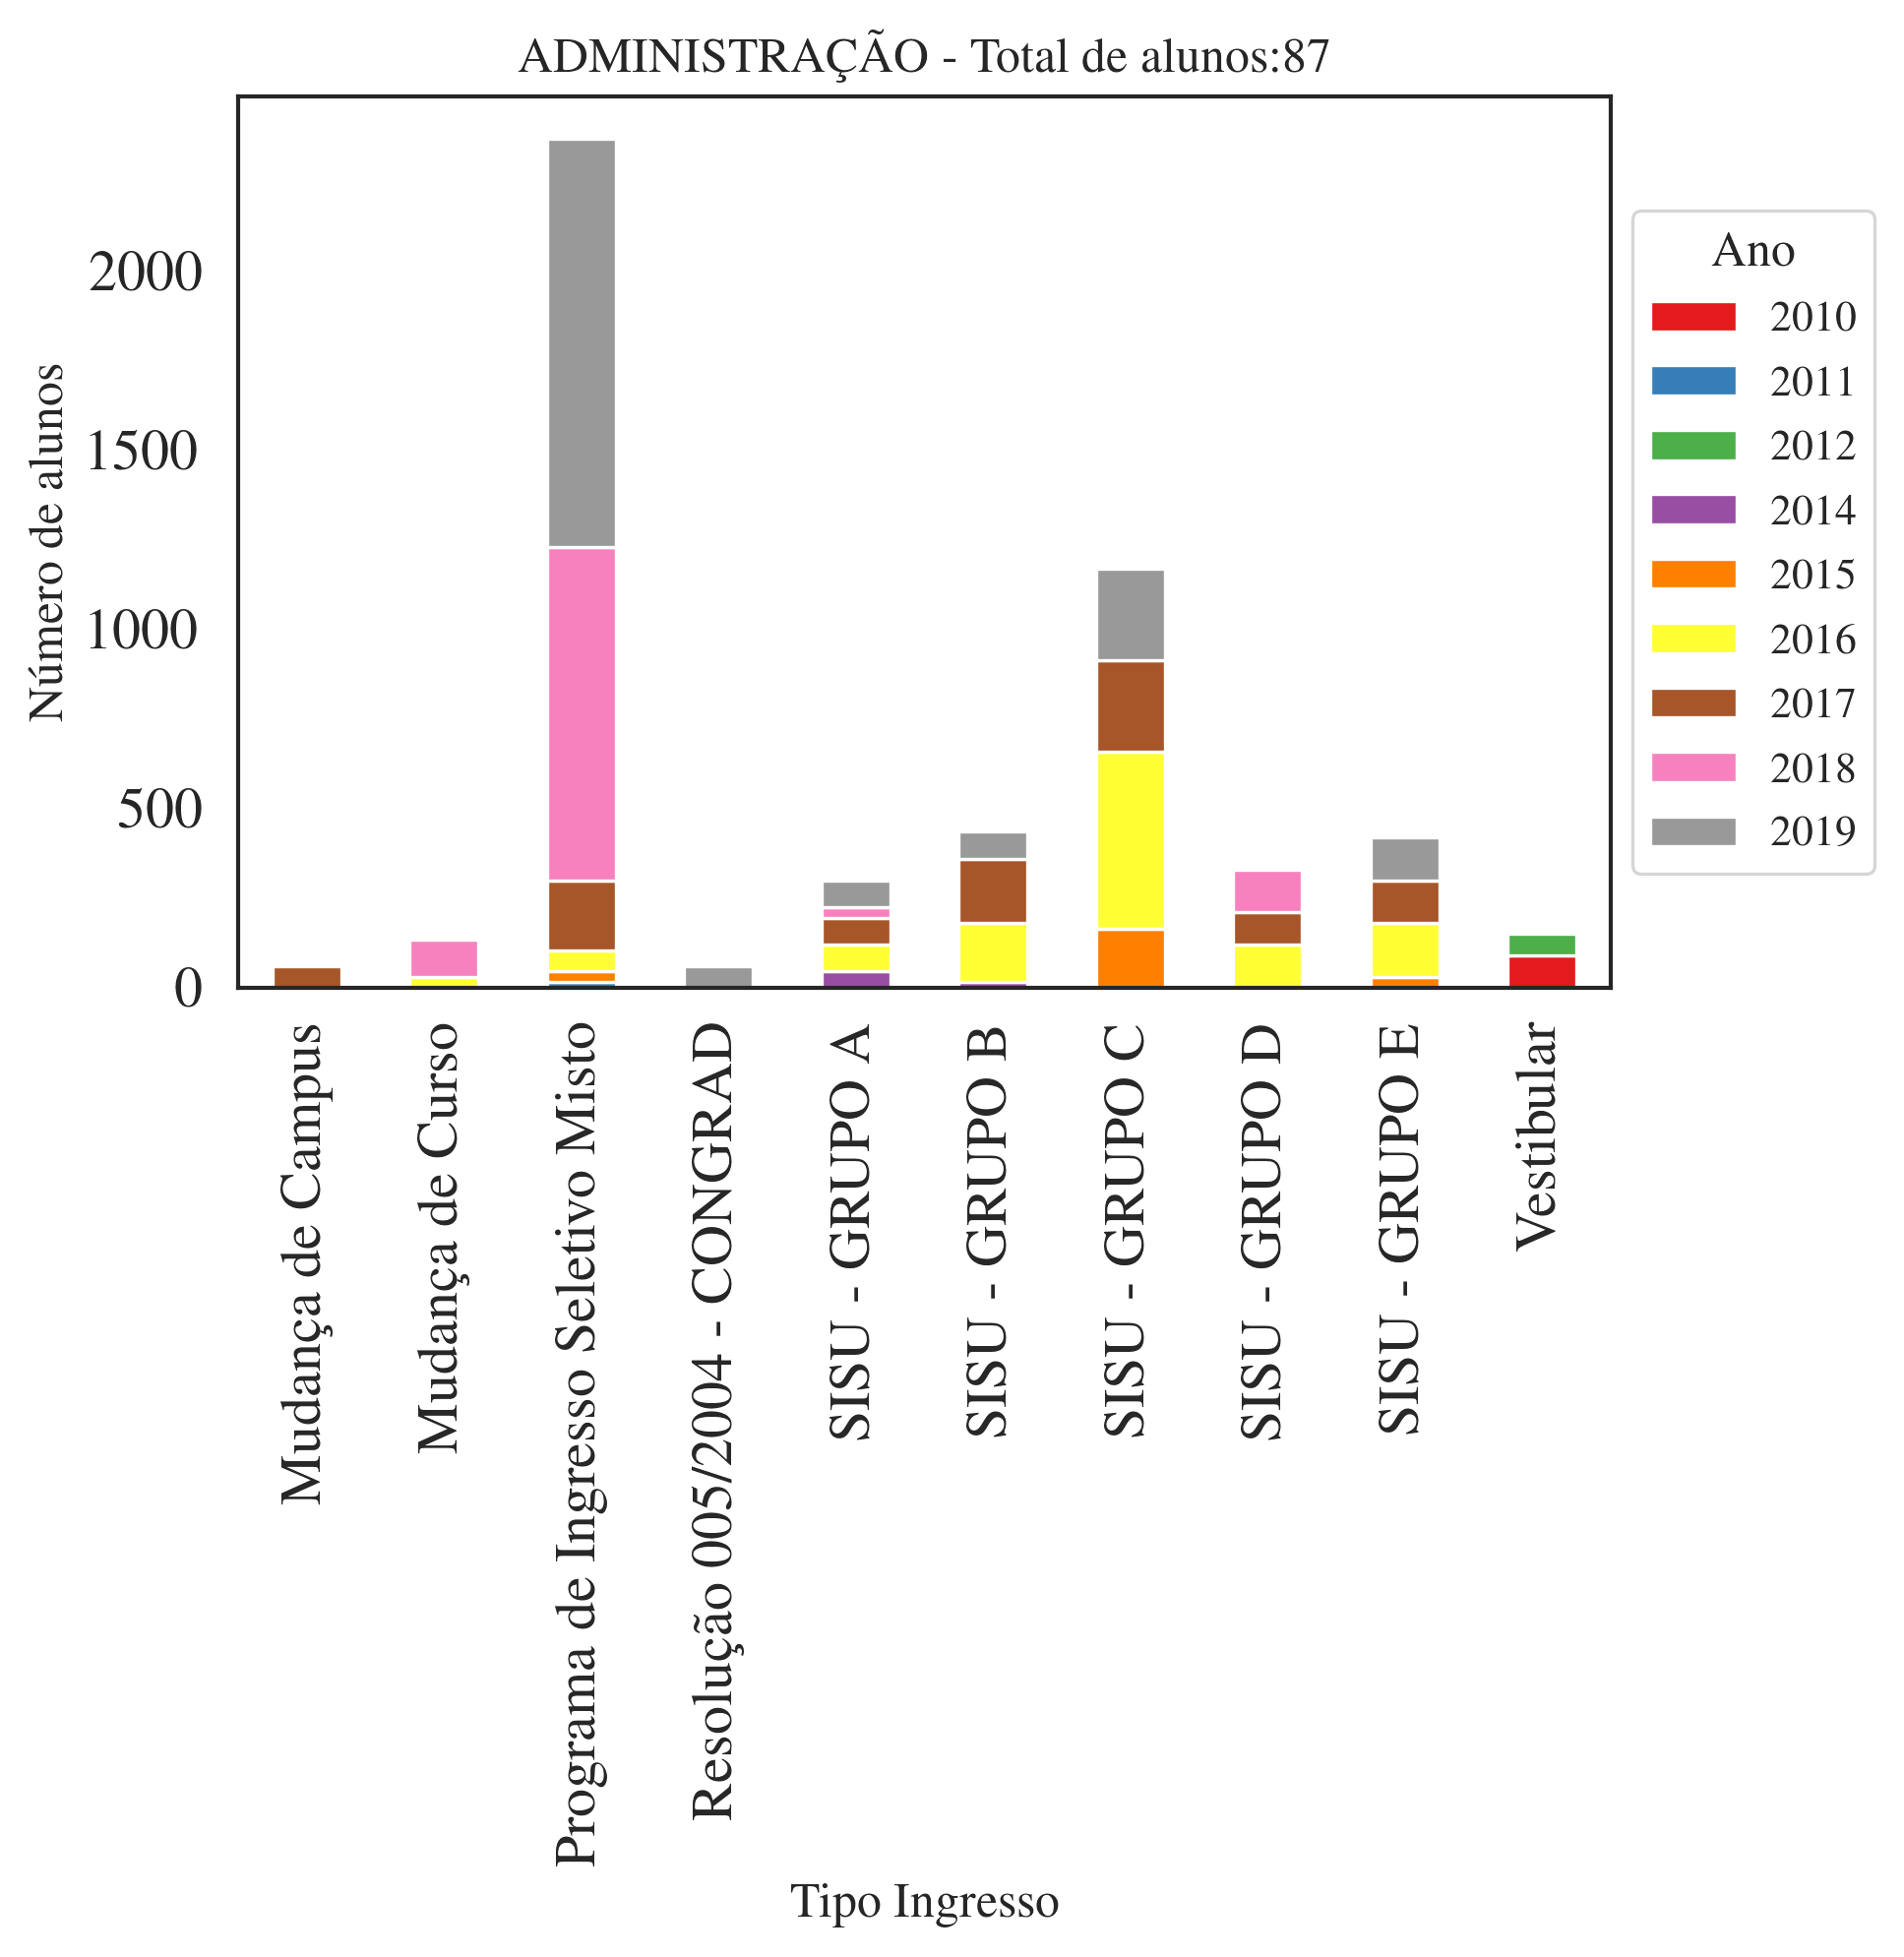 ADMINISTRAÇÃO - Total de alunos:87
Número de alunos
2000
1500
1000
500
0
Ano
2010
2011
2012
2014
2015
2016
2017
2018
2019
Mudança de Campus
Mudança de Curso
Programa de Ingresso Seletivo Misto
Resolução 005/2004 - CONGRAD
SISU - GRUPO A
SISU - GRUPO B
SISU - GRUPO C
SISU - GRUPO D
SISU - GRUPO E
Vestibular
Tipo Ingresso